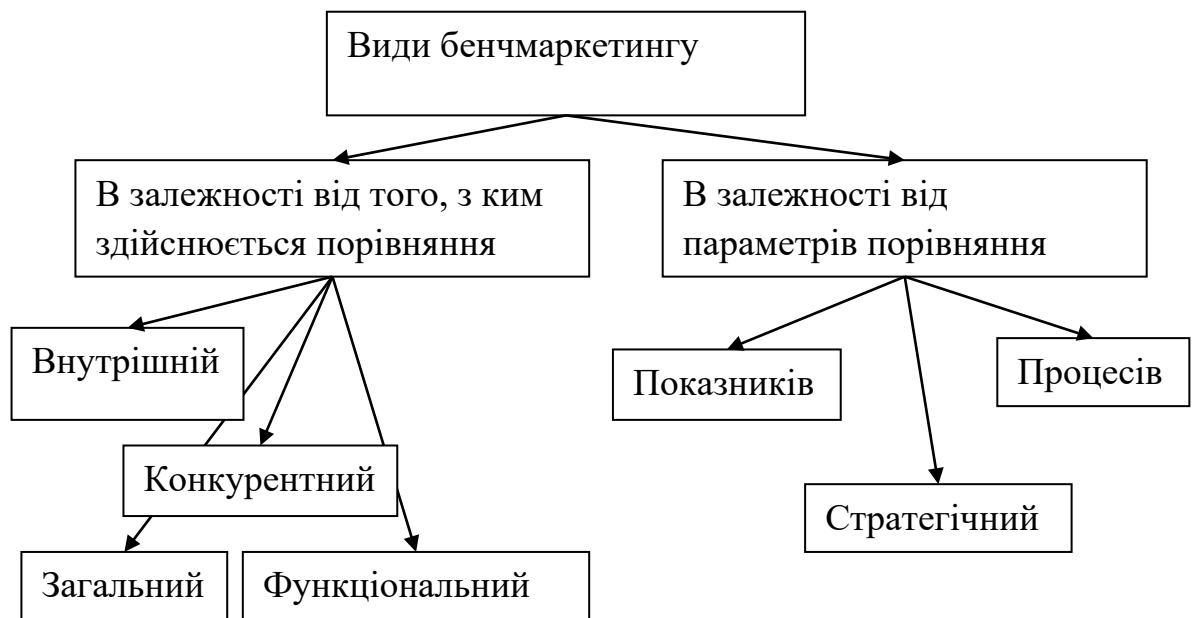 Види бенчмаркетингу
В залежності від того, з ким
здійснюється порівняння
В залежності від
параметрів порівняння
Внутрішній
Показників
Процесів
Конкурентний
Стратегічний
Загальний
Функціональний